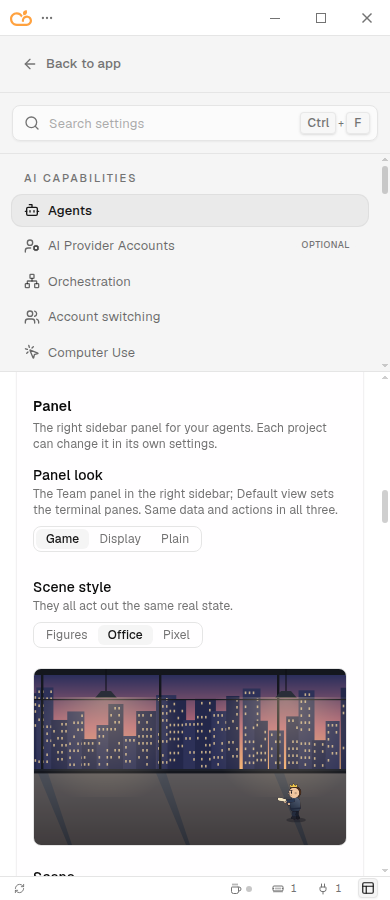 Back to app
Search settings
Ctrl + F
AI CAPABILITIES
Agents
AI Provider Accounts OPTIONAL
Orchestration
Account switching
Computer Use
Panel
The right sidebar panel for your agents. Each project
can change it in its own settings.
Panel look
The Team panel in the right sidebar; Default view sets
the terminal panes. Same data and actions in all three.
Game Display Plain
Scene style
They all act out the same real state.
Figures Office Pixel
1 1